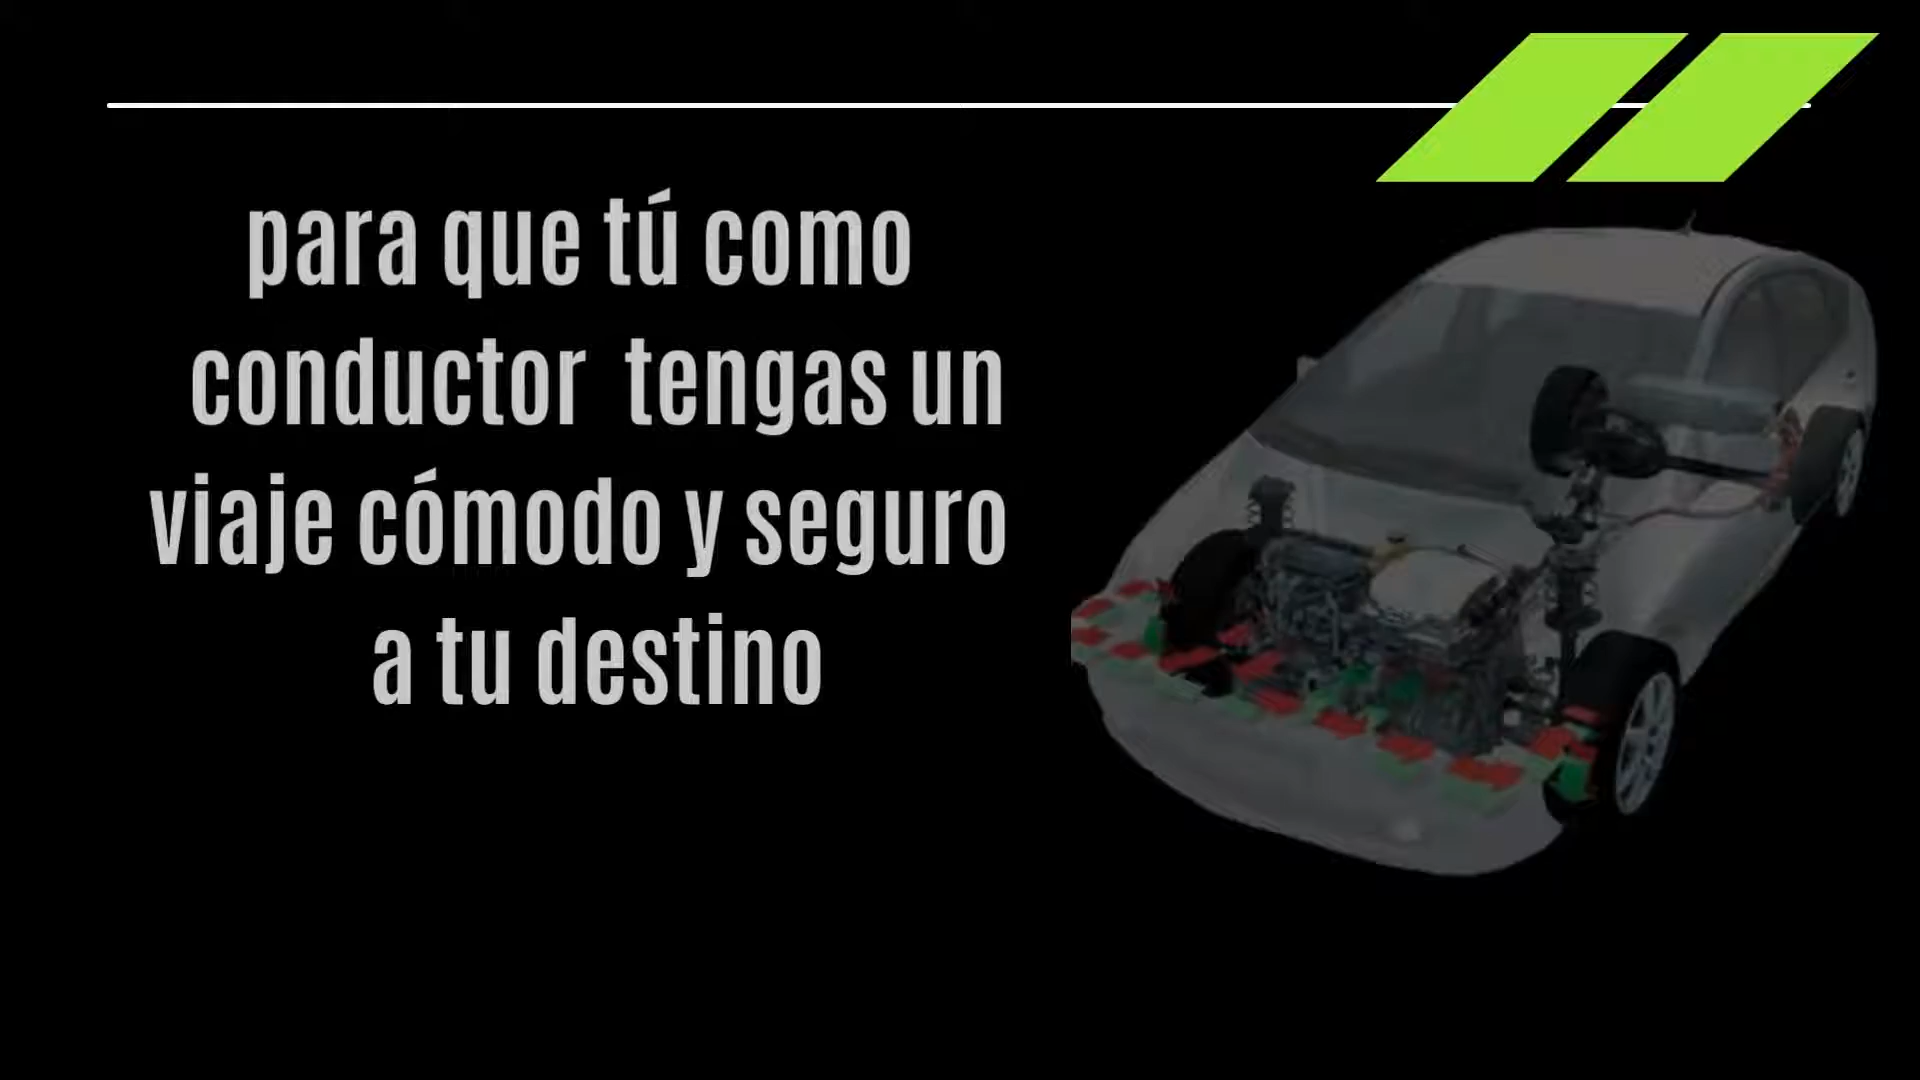 para que tú como
conductor  tengas un
viaje cómodo y seguro
a tu destino